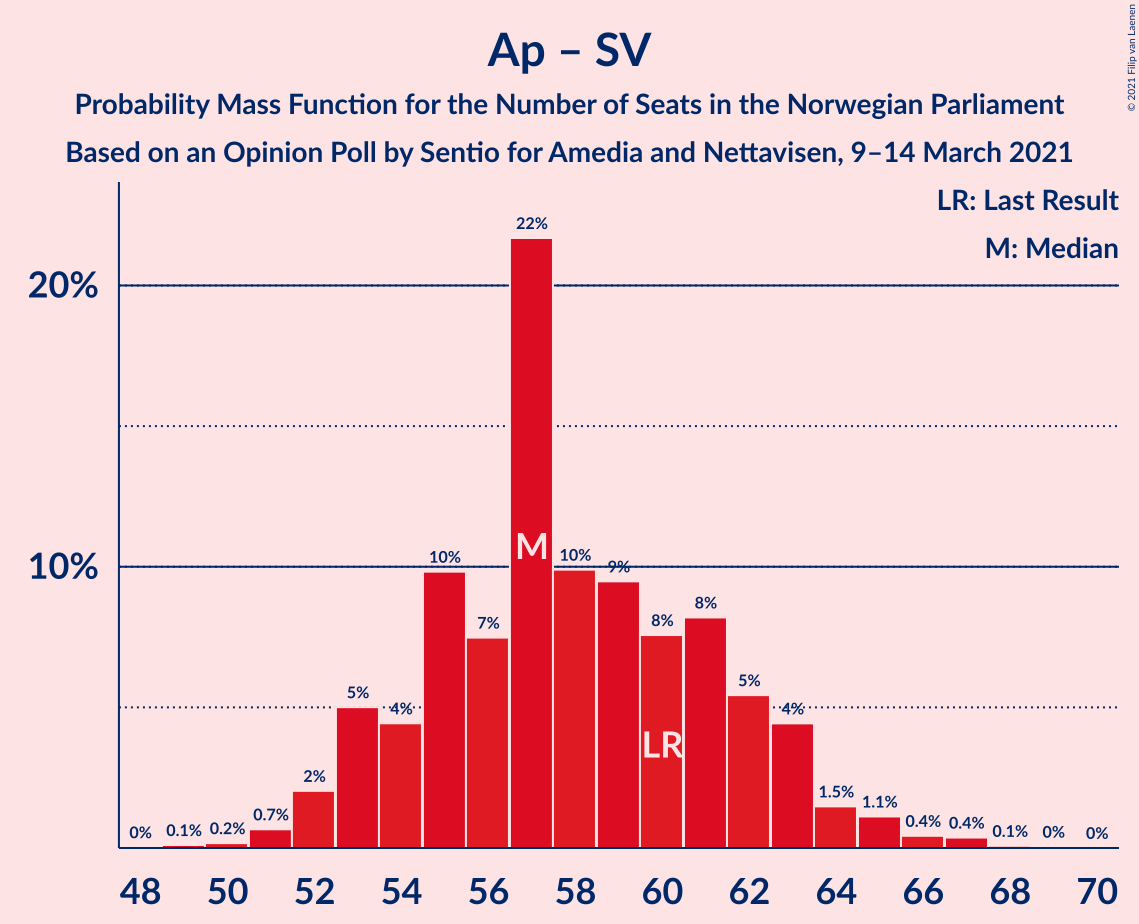 © 2021 Filip van Laenen
Ap – SV
Probability Mass Function for the Number of Seats in the Norwegian Parliament
Based on an Opinion Poll by Sentio for Amedia and Nettavisen, 9–14 March 2021
LR: Last Result
M: Median
20%
10%
0%
0.1%
0.2%
0.7%
2%
5%
4%
10%
7%
22%
10%
9%
8%
8%
5%
4%
1.5%
1.1%
0.4%
0.4%
0.1%
0%
0%
M
LR
48 50 52 54 56 58 60 62 64 66 68 70